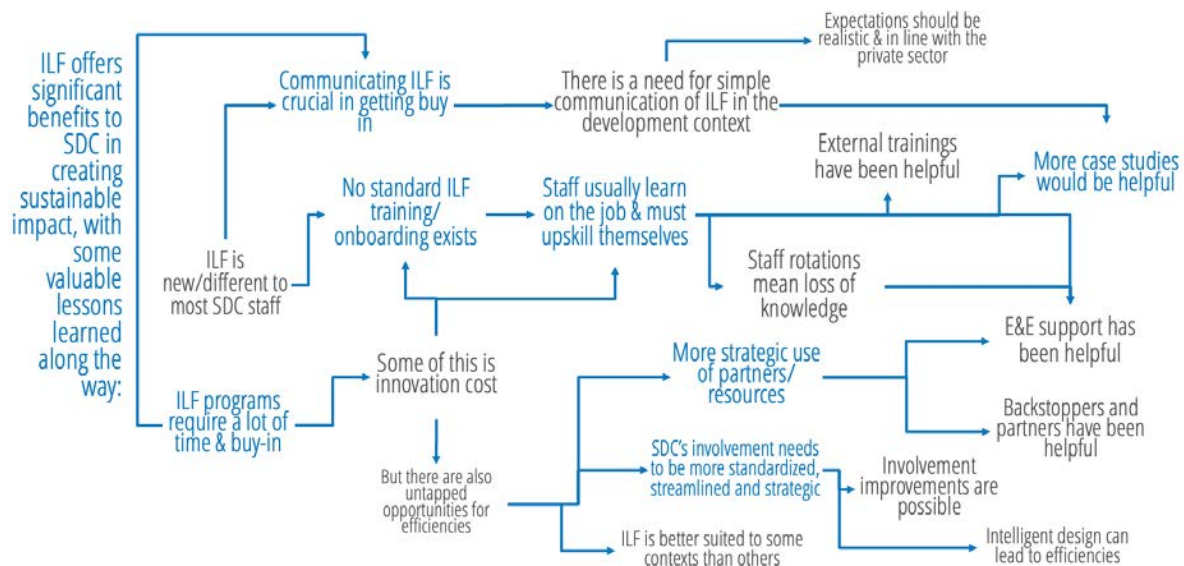 ILF offers
significant
benefits to
SDC in
creating
sustainable
impact, with
some
valuable
lessons
learned
along the
way:
Communicating ILF is
crucial in getting buy
in
There is a need for simple
communication of ILF in the
development context
Expectations should be
realistic & in line with the
private sector
External trainings
have been helpful
More case studies
would be helpful
ILF is
new/different to
most SDC staff
No standard ILF
training/
onboarding exists
Staff usually learn
on the job & must
upskill themselves
Staff rotations
mean loss of
knowledge
E&E support has
been helpful
ILF programs
require a lot of
time & buy-in
Some of this is
innovation cost
More strategic use
of partners/
resources
Backstoppers and
partners have been
helpful
But there are also
untapped
opportunities for
efficiencies
SDC's involvement needs
to be more standardized,
streamlined and strategic
Involvement
improvements are
possible
ILF is better suited to some
contexts than others
Intelligent design can
lead to efficiencies